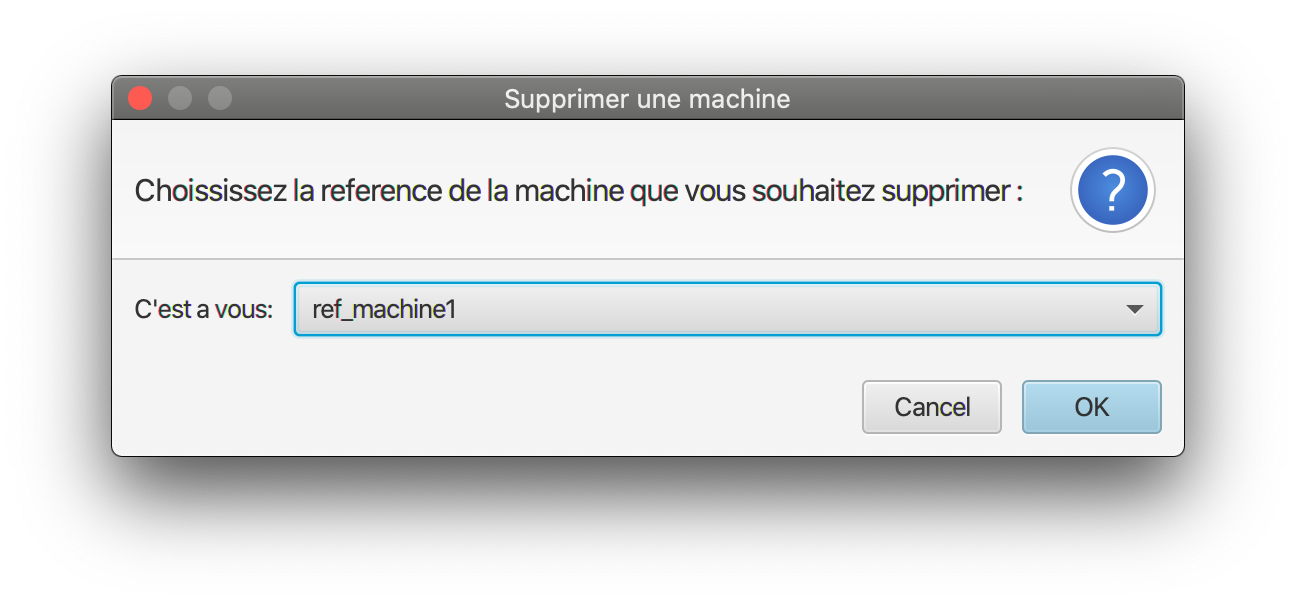 Supprimer une machine
Choississez la reference de la machine que vous souhaitez supprimer :
?
C'est a vous:
ref_machine1
Cancel
OK